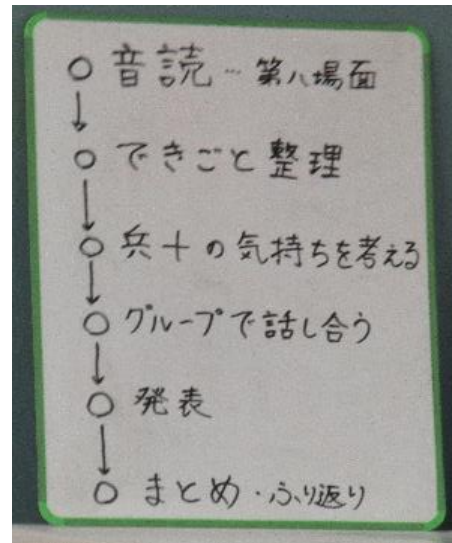 ○ 音読…第八場面
○ できごと整理
○ 兵十の気持ちを考える
○ グループで話し合う
○ 発表
○ まとめ・ふり返り